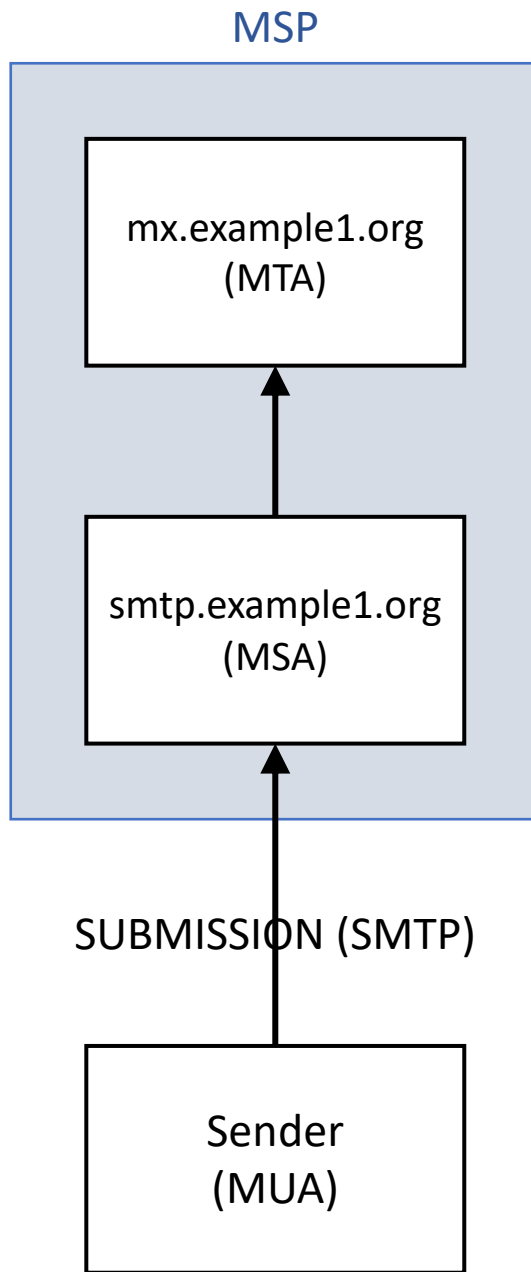 MSP
mx.example1.org
(MTA)
smtp.example1.org
(MSA)
SUBMISSION (SMTP)
Sender
(MUA)